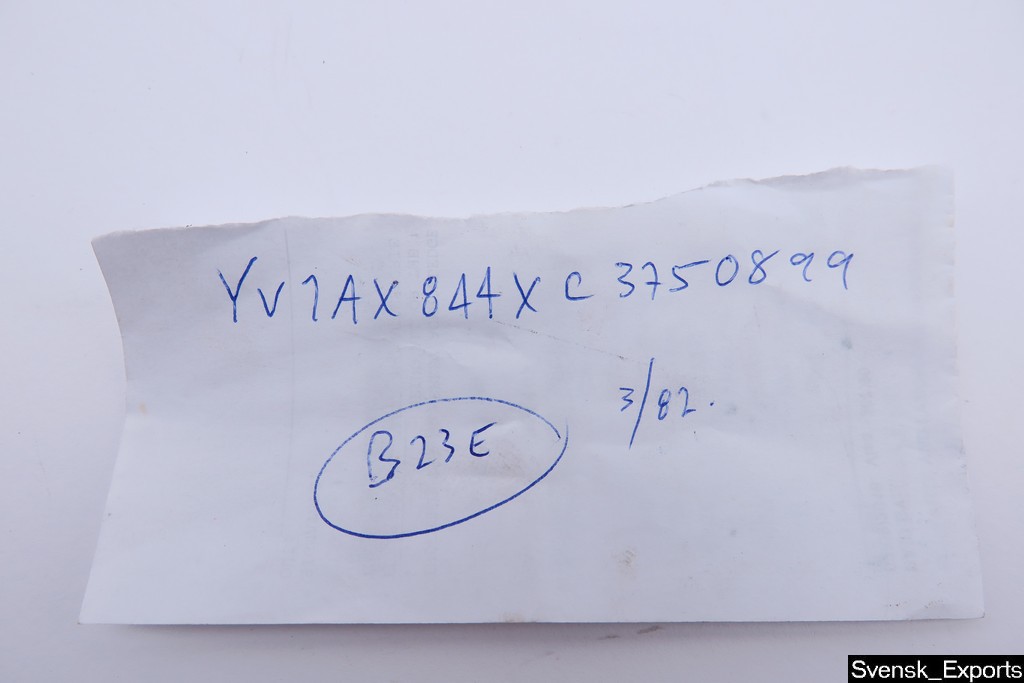 YV1AX844XC3750899
3/82.
B23E
Svensk_Exports